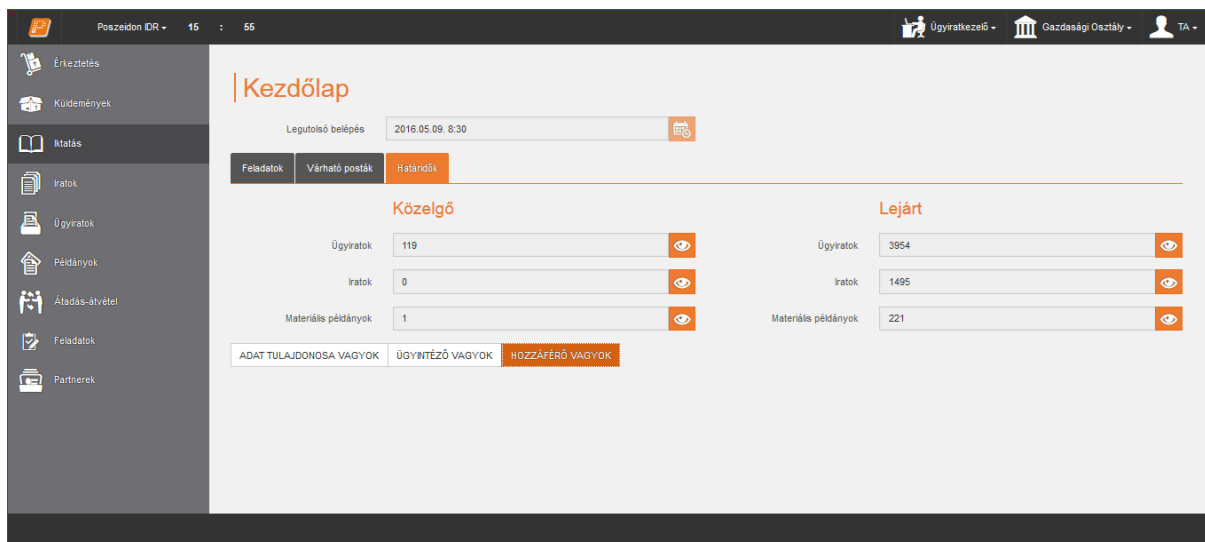 Poszeidon IDR 15 : 55 Ügyiratkezelő Gazdasági Osztály TA
Érkeztetés
Küldemények
Iktatás
Iratok
Ügyiratok
Példányok
Átadás-átvétel
Feladatok
Partnerek
Kezdőlap
Legutolsó belépés 2016.05.09. 8:30
Feladatok Várható posták Határidők
Közelgő Lejárt
Ügyiratok 119 Ügyiratok 3954
Iratok 0 Iratok 1495
Materiális példányok 1 Materiális példányok 221
ADAT TULAJDONOSA VAGYOK ÜGYINTÉZŐ VAGYOK HOZZÁFÉRŐ VAGYOK